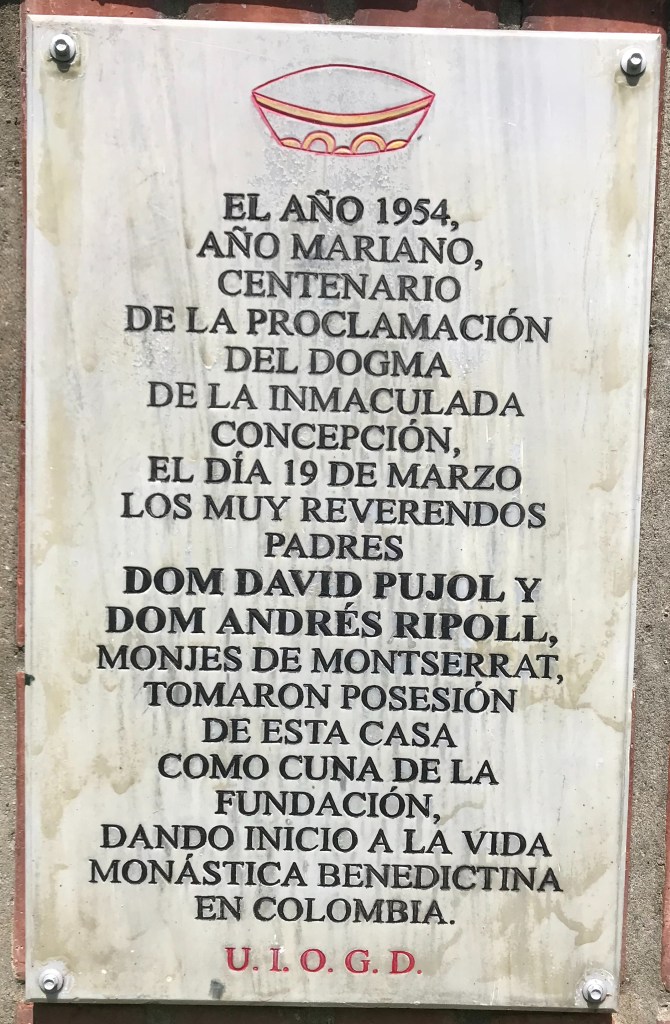 EL AÑO 1954,
AÑO MARIANO,
CENTENARIO
DE LA PROCLAMACIÓN
DEL DOGMA
DE LA INMACULADA
CONCEPCIÓN,
EL DÍA 19 DE MARZO
LOS MUY REVERENDOS
PADRES
DOM DAVID PUJOL Y
DOM ANDRÉS RIPOLL,
MONJES DE MONTSERRAT,
TOMARON POSESIÓN
DE ESTA CASA
COMO CUNA DE LA
FUNDACIÓN,
DANDO INICIO A LA VIDA
MONÁSTICA BENEDICTINA
EN COLOMBIA.
U. I. O. G. D.